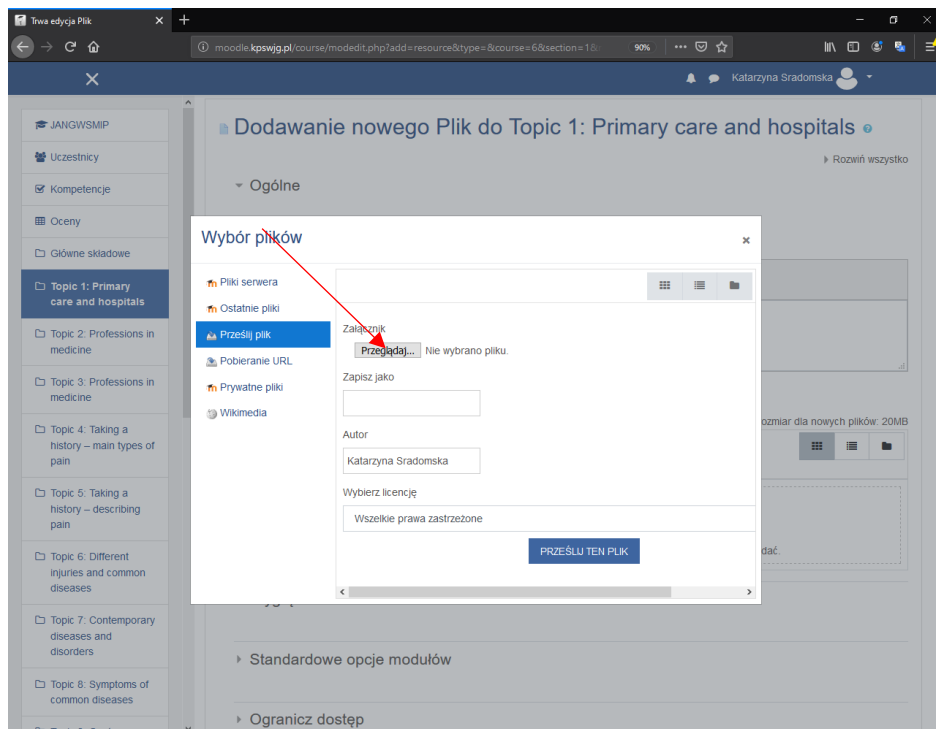 Trwa edycja Plik
moodle.kpswjg.pl/course/modedit.php?add=resource&type=&course=6&section=1&
90%
Katarzyna Sradomska
JANGWSMIP
Uczestnicy
Kompetencje
Oceny
Główne składowe
Topic 1: Primary
care and hospitals
Topic 2: Professions in
medicine
Topic 3: Professions in
medicine
Topic 4: Taking a
history – main types of
pain
Topic 5: Taking a
history – describing
pain
Topic 6: Different
injuries and common
diseases
Topic 7: Contemporary
diseases and
disorders
Topic 8: Symptoms of
common diseases
Dodawanie nowego Plik do Topic 1: Primary care and hospitals
Rozwiń wszystko
Ogólne
Wybór plików
Pliki serwera
Ostatnie pliki
Prześlij plik
Pobieranie URL
Prywatne pliki
Wikimedia
Załącznik
Przeglądaj... Nie wybrano pliku.
Zapisz jako
Autor
Katarzyna Sradomska
Wybierz licencję
Wszelkie prawa zastrzeżone
PRZEŚLIJ TEN PLIK
ozmiar dla nowych plików: 20MB
dać.
Standardowe opcje modułów
Ogranicz dostęp